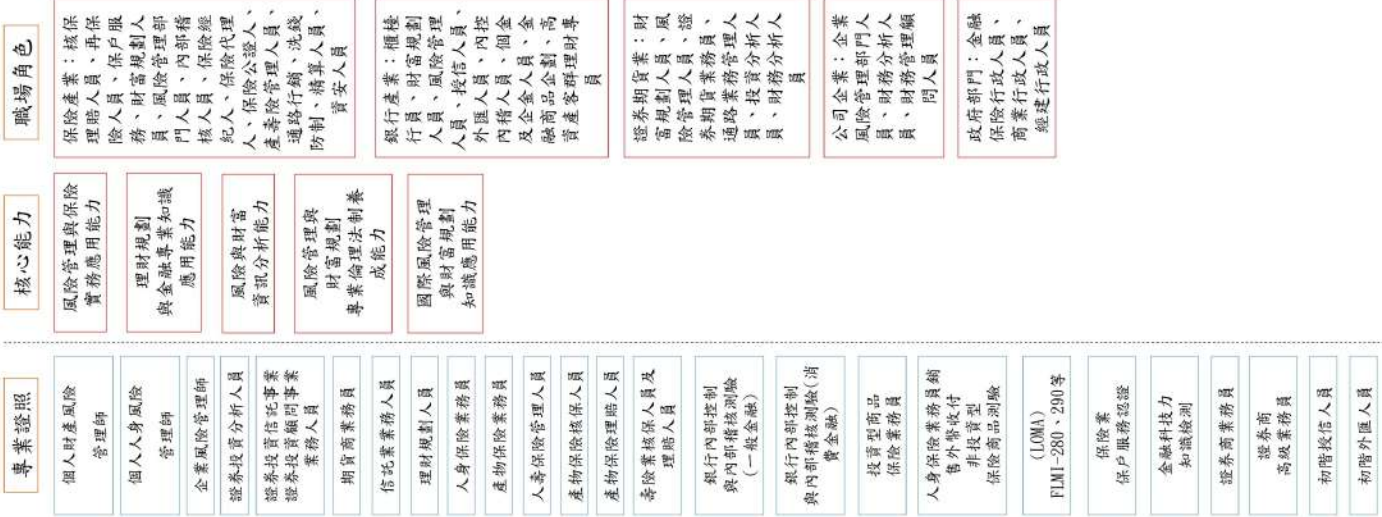 職場角色
保險產業：核保
理賠人員、再保
險人員、保戶服
務、財富規劃人
員、風險管理部
門人員、內部稽
核人員、保險經
紀人、保險代理
人、保險公證人、
產壽險管理人員、
通路行銷、洗錢
防制、精算人員、
資安人員
銀行產業：櫃檯
行員、財富規劃
人員、風險管理
人員、授信人員、
外匯人員、內控
內稽人員、個金
及企金人員、金
融商品企劃、高
資產客群理財專
員
證券期貨業：財
富規劃人員、風
險管理人員、證
券期貨業務員、
通路業務管理人
員、投資分析人
員、財務分析人
員
公司企業：企業
風險管理部門人
員、財務分析人
員、財務管理顧
問人員
政府部門：金融
保險行政人員、
商業行政人員、
經建行政人員
核心能力
風險管理與保險
實務應用能力
理財規劃
與金融專業知識
應用能力
風險與財富
資訊分析能力
風險管理與
財富規劃
專業倫理法制養
成能力
國際風險管理
與財富規劃
知識應用能力
專業證照
個人財產風險
管理師
個人人身風險
管理師
企業風險管理師
證券投資分析人員
證券投資信託事業
證券投資顧問事業
業務人員
期貨商業務員
信託業業務人員
理財規劃人員
人身保險業務員
產物保險業務員
人壽保險管理人員
產物保險核保人員
產物保險理賠人員
壽險業核保人員及
理賠人員
銀行內部控制
與內部稽核測驗
(一般金融)
銀行內部控制
與內部稽核測驗(消
費金融)
投資型商品
保險業務員
人身保險業務員銷
售外幣收付
非投資型
保險商品測驗
(LOMA)
FLMI-280、290等
保險業
保戶服務認證
金融科技力
知識檢測
證券商業務員
證券商
高級業務員
初階授信人員
初階外匯人員